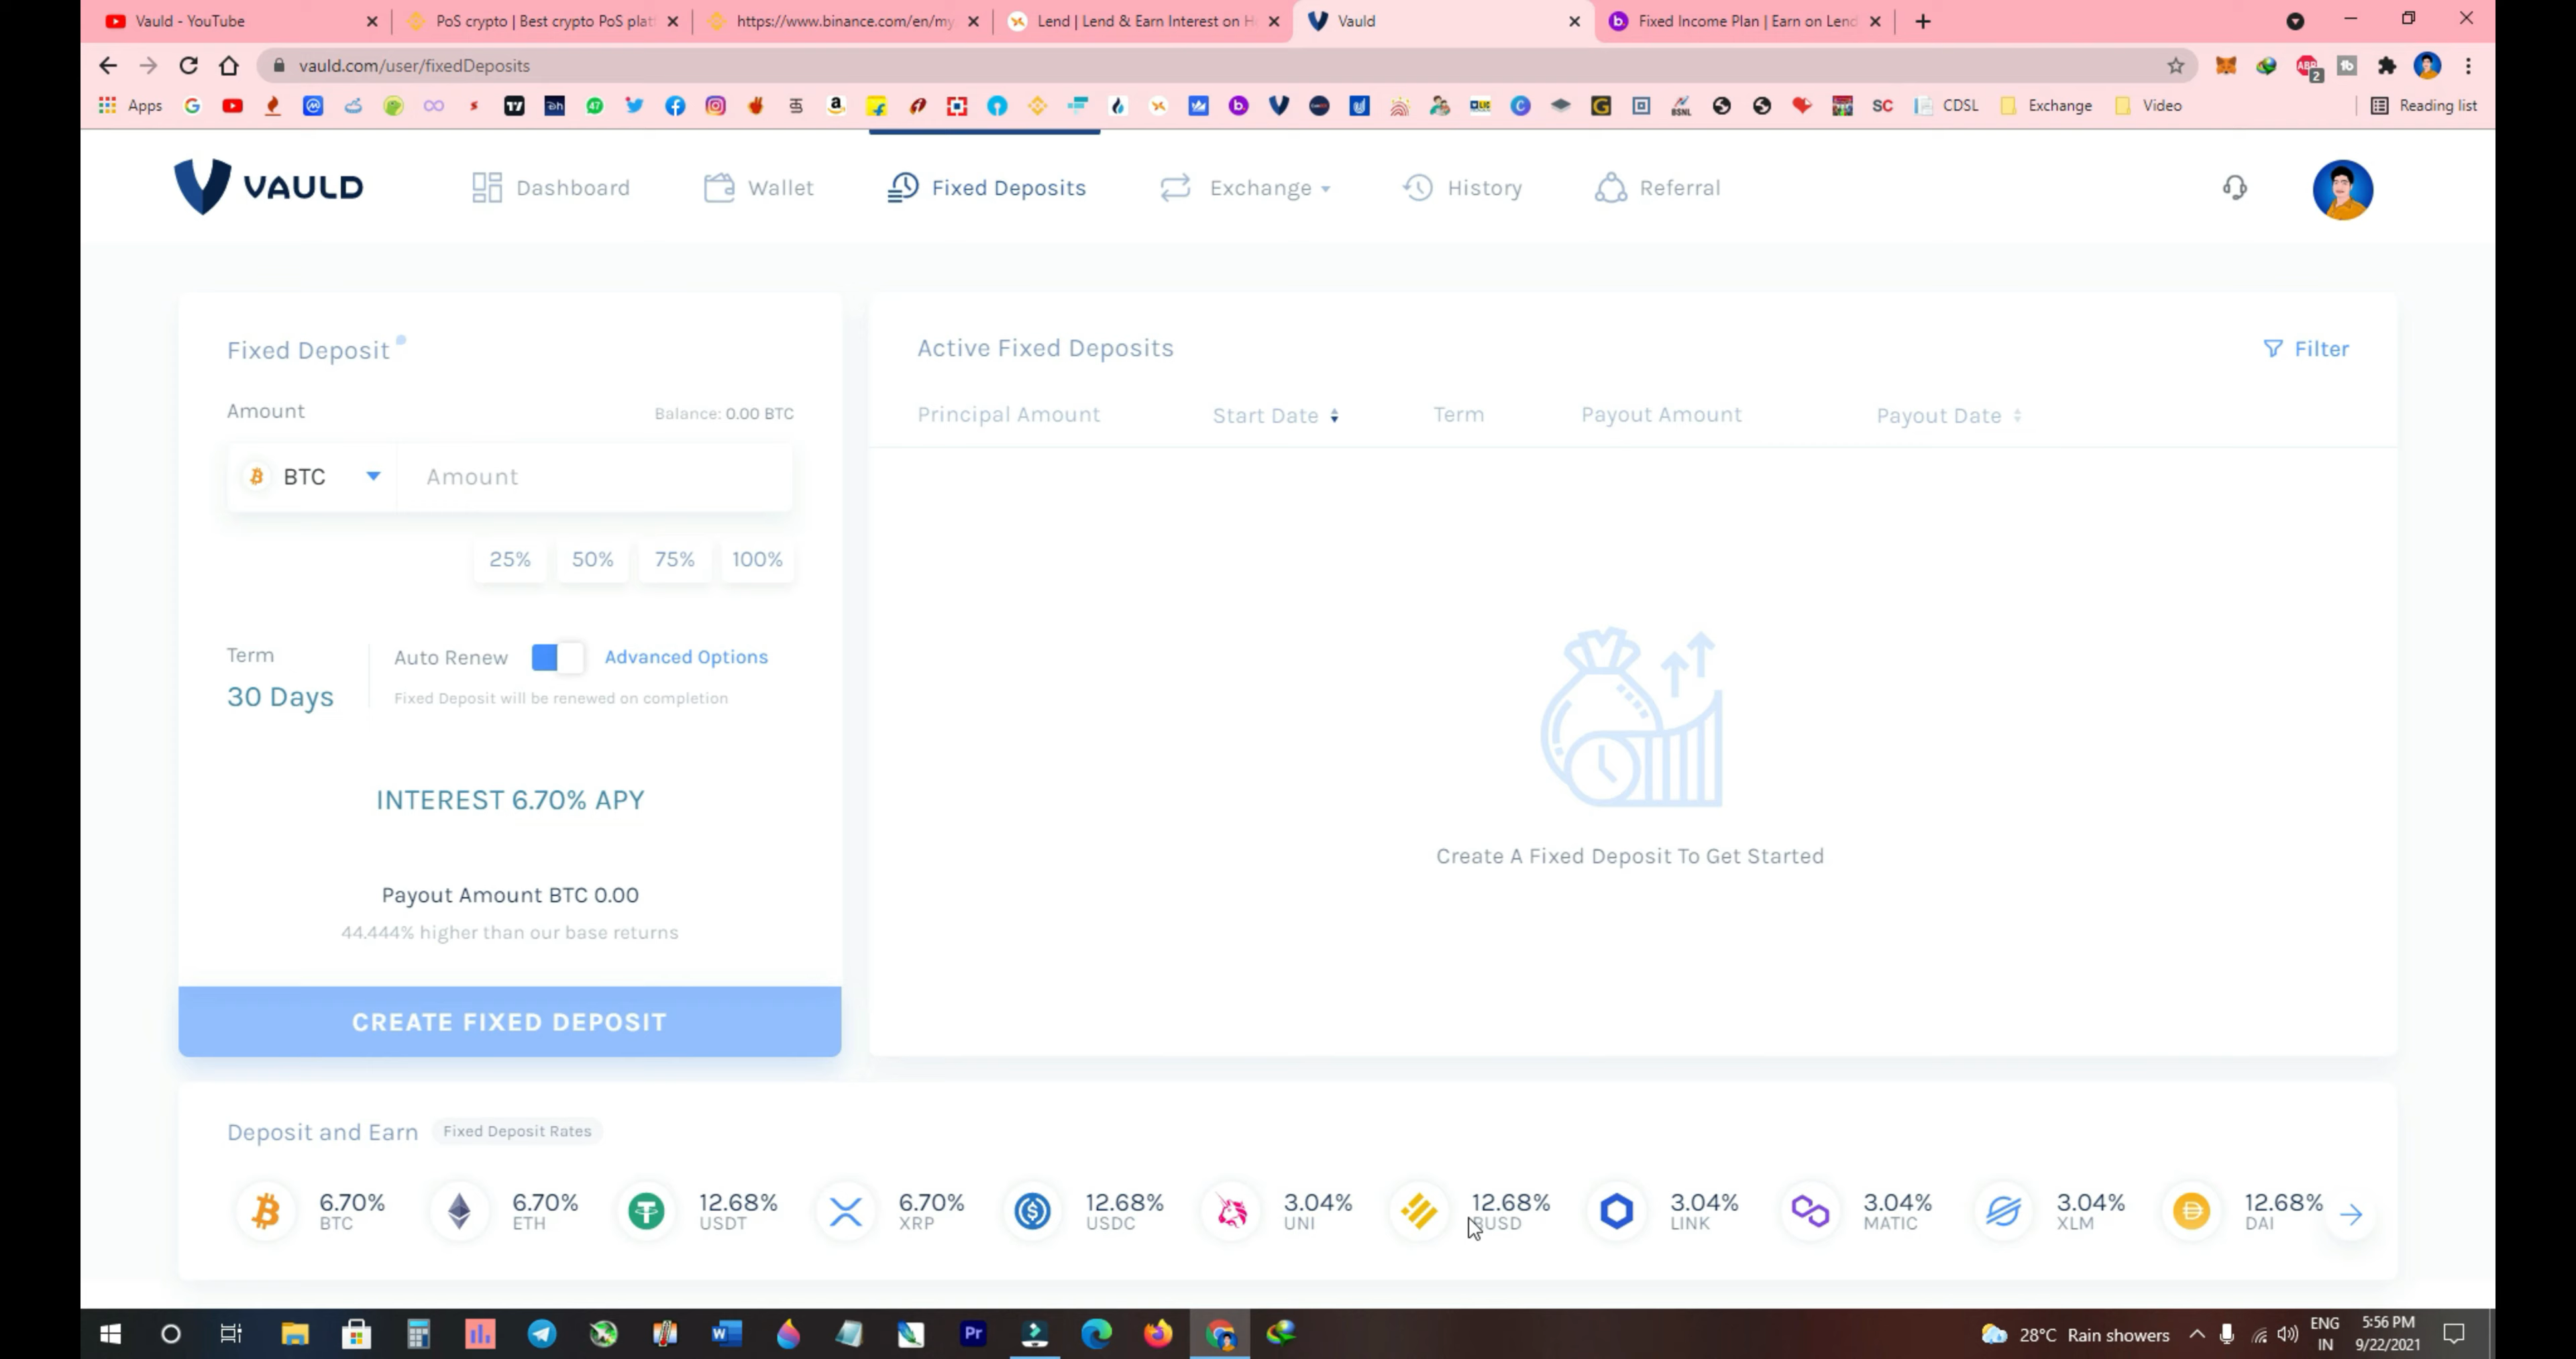 Vauld - YouTube
PoS crypto | Best crypto PoS plat
https://www.binance.com/en/my
Lend | Lend & Earn Interest on H
Vauld
Fixed Income Plan | Earn on Lend
vauld.com/user/fixedDeposits
Apps
CDSL
Exchange
Video
Reading list
VAULD
Dashboard
Wallet
Fixed Deposits
Exchange
History
Referral
Fixed Deposit
Amount
Balance: 0.00 BTC
BTC
Amount
25%
50%
75%
100%
Term
30 Days
Auto Renew
Advanced Options
Fixed Deposit will be renewed on completion
INTEREST 6.70% APY
Payout Amount BTC 0.00
44.444% higher than our base returns
CREATE FIXED DEPOSIT
Active Fixed Deposits
Filter
Principal Amount
Start Date
Term
Payout Amount
Payout Date
Create A Fixed Deposit To Get Started
Deposit and Earn
Fixed Deposit Rates
6.70%
BTC
6.70%
ETH
12.68%
USDT
6.70%
XRP
12.68%
USDC
3.04%
UNI
12.68%
BUSD
3.04%
LINK
3.04%
MATIC
3.04%
XLM
12.68%
DAI
28°C Rain showers
ENG
IN
5:56 PM
9/22/2021